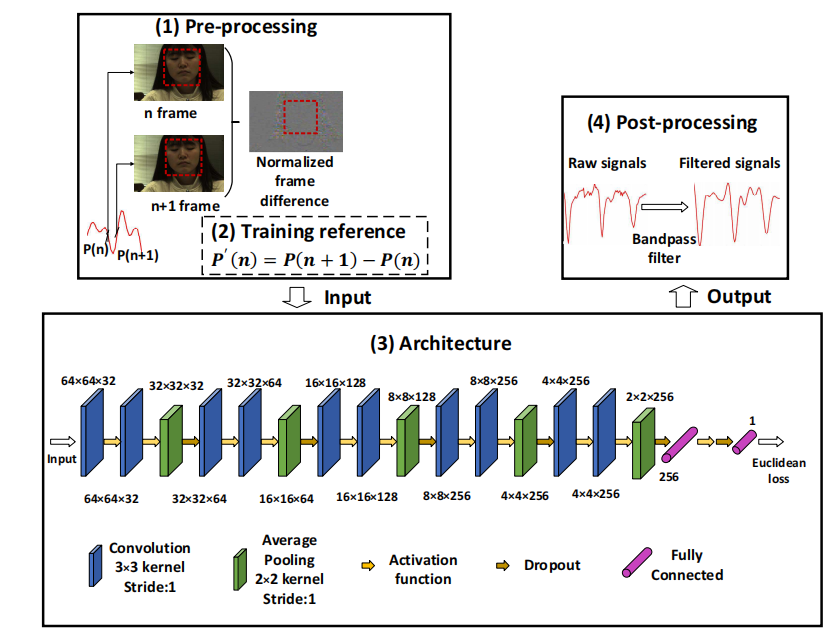 (1) Pre-processing
n frame
n+1 frame
Normalized
frame
difference
P(n)
P(n+1)
(2) Training reference
P′(n) = P(n + 1) − P(n)
Input
(4) Post-processing
Raw signals
Filtered signals
Bandpass
filter
Output
(3) Architecture
64×64×32
32×32×32
32×32×64
16×16×128
8×8×128
8×8×256
4×4×256
2×2×256
1
Input
Euclidean
loss
64×64×32
32×32×64
16×16×64
16×16×128
8×8×256
4×4×256
4×4×256
256
Convolution
3×3 kernel
Stride:1
Average
Pooling
2×2 kernel
Stride:1
Activation
function
Dropout
Fully
Connected